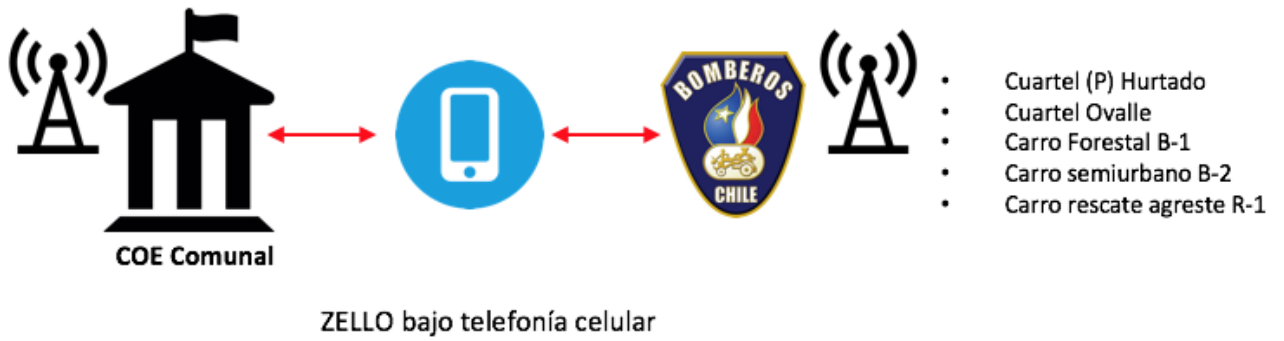 BOMBEROS
CHILE
• Cuartel (P) Hurtado
• Cuartel Ovalle
• Carro Forestal B-1
• Carro semiurbano B-2
• Carro rescate agreste R-1
COE Comunal
ZELLO bajo telefonía celular